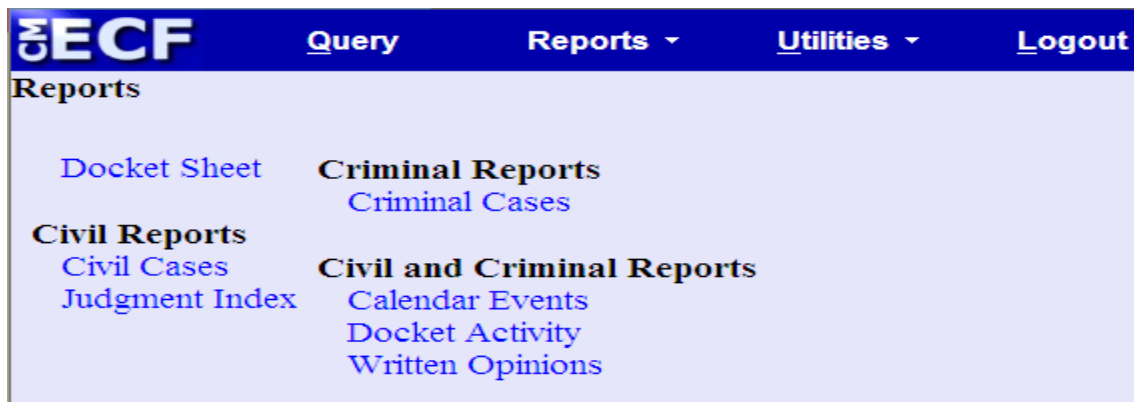 CM ECF Query Reports Utilities Logout
Reports
Docket Sheet
Civil Reports
Civil Cases
Judgment Index
Criminal Reports
Criminal Cases
Civil and Criminal Reports
Calendar Events
Docket Activity
Written Opinions